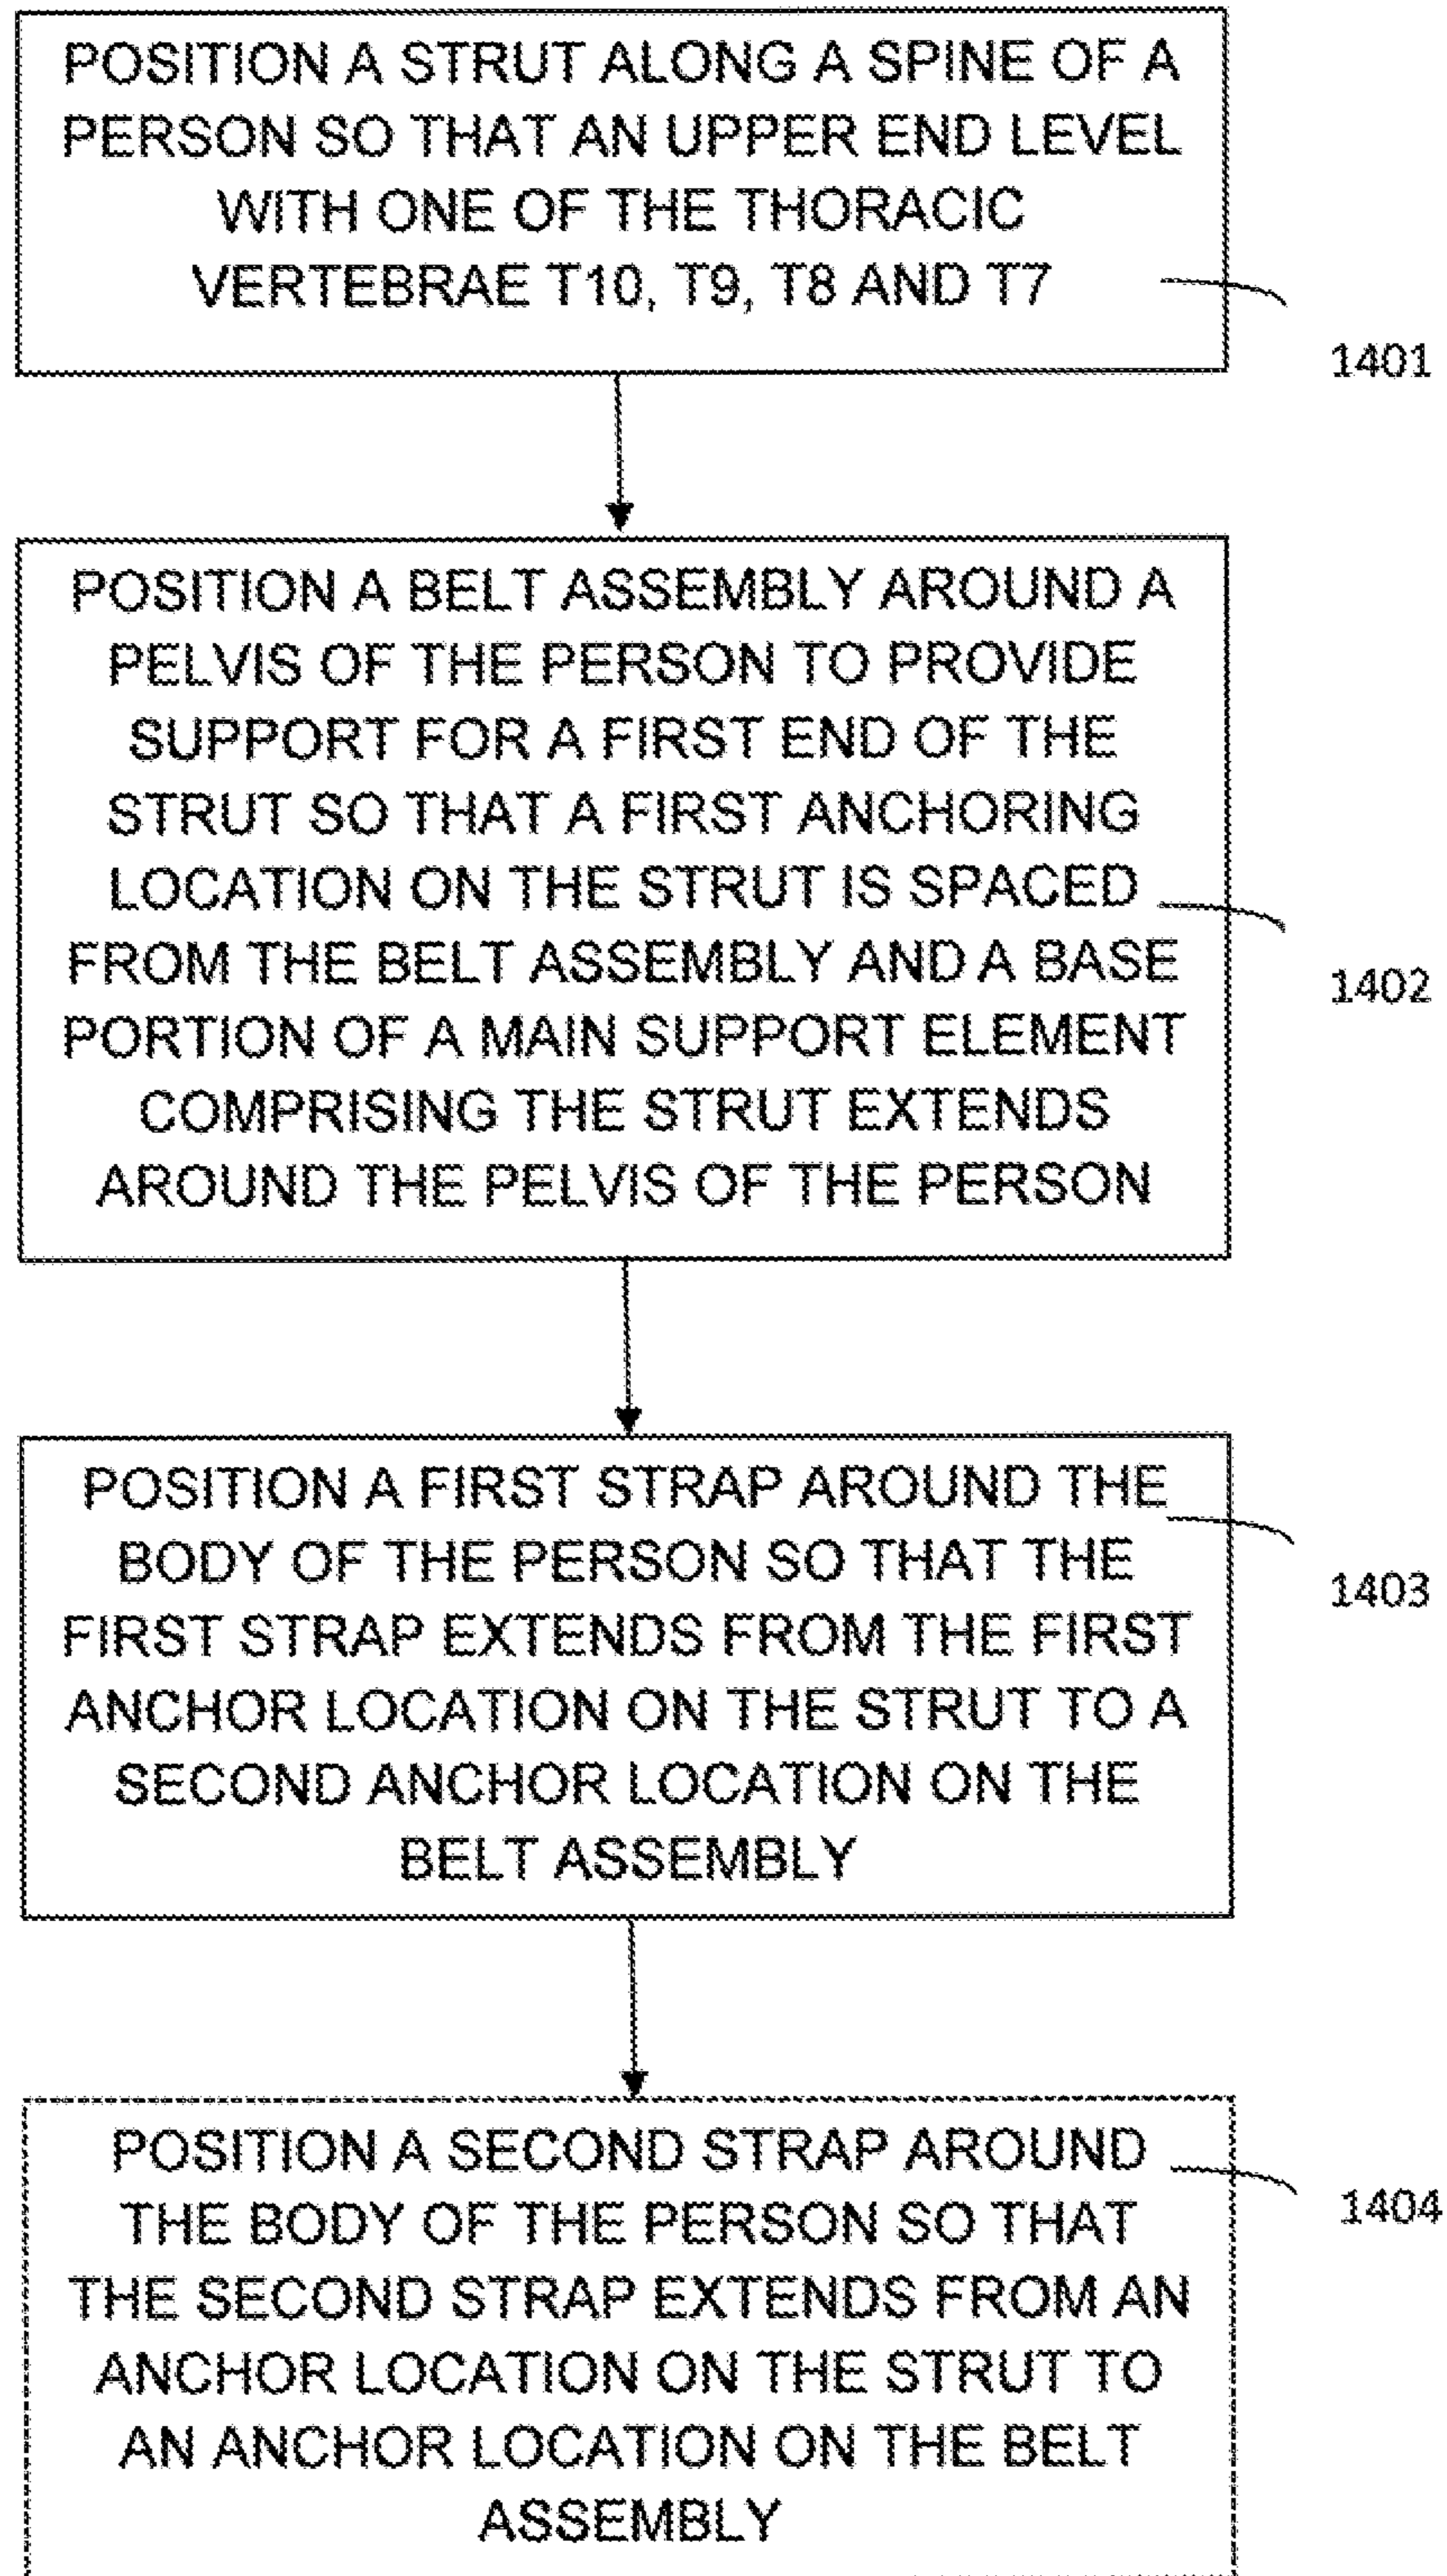 POSITION A STRUT ALONG A SPINE OF A
PERSON SO THAT AN UPPER END LEVEL
WITH ONE OF THE THORACIC
VERTEBRAE T10, T9, T8 AND T7
1401
POSITION A BELT ASSEMBLY AROUND A
PELVIS OF THE PERSON TO PROVIDE
SUPPORT FOR A FIRST END OF THE
STRUT SO THAT A FIRST ANCHORING
LOCATION ON THE STRUT IS SPACED
FROM THE BELT ASSEMBLY AND A BASE
PORTION OF A MAIN SUPPORT ELEMENT
COMPRISING THE STRUT EXTENDS
AROUND THE PELVIS OF THE PERSON
1402
POSITION A FIRST STRAP AROUND THE
BODY OF THE PERSON SO THAT THE
FIRST STRAP EXTENDS FROM THE FIRST
ANCHOR LOCATION ON THE STRUT TO A
SECOND ANCHOR LOCATION ON THE
BELT ASSEMBLY
1403
POSITION A SECOND STRAP AROUND
THE BODY OF THE PERSON SO THAT
THE SECOND STRAP EXTENDS FROM AN
ANCHOR LOCATION ON THE STRUT TO
AN ANCHOR LOCATION ON THE BELT
ASSEMBLY
1404